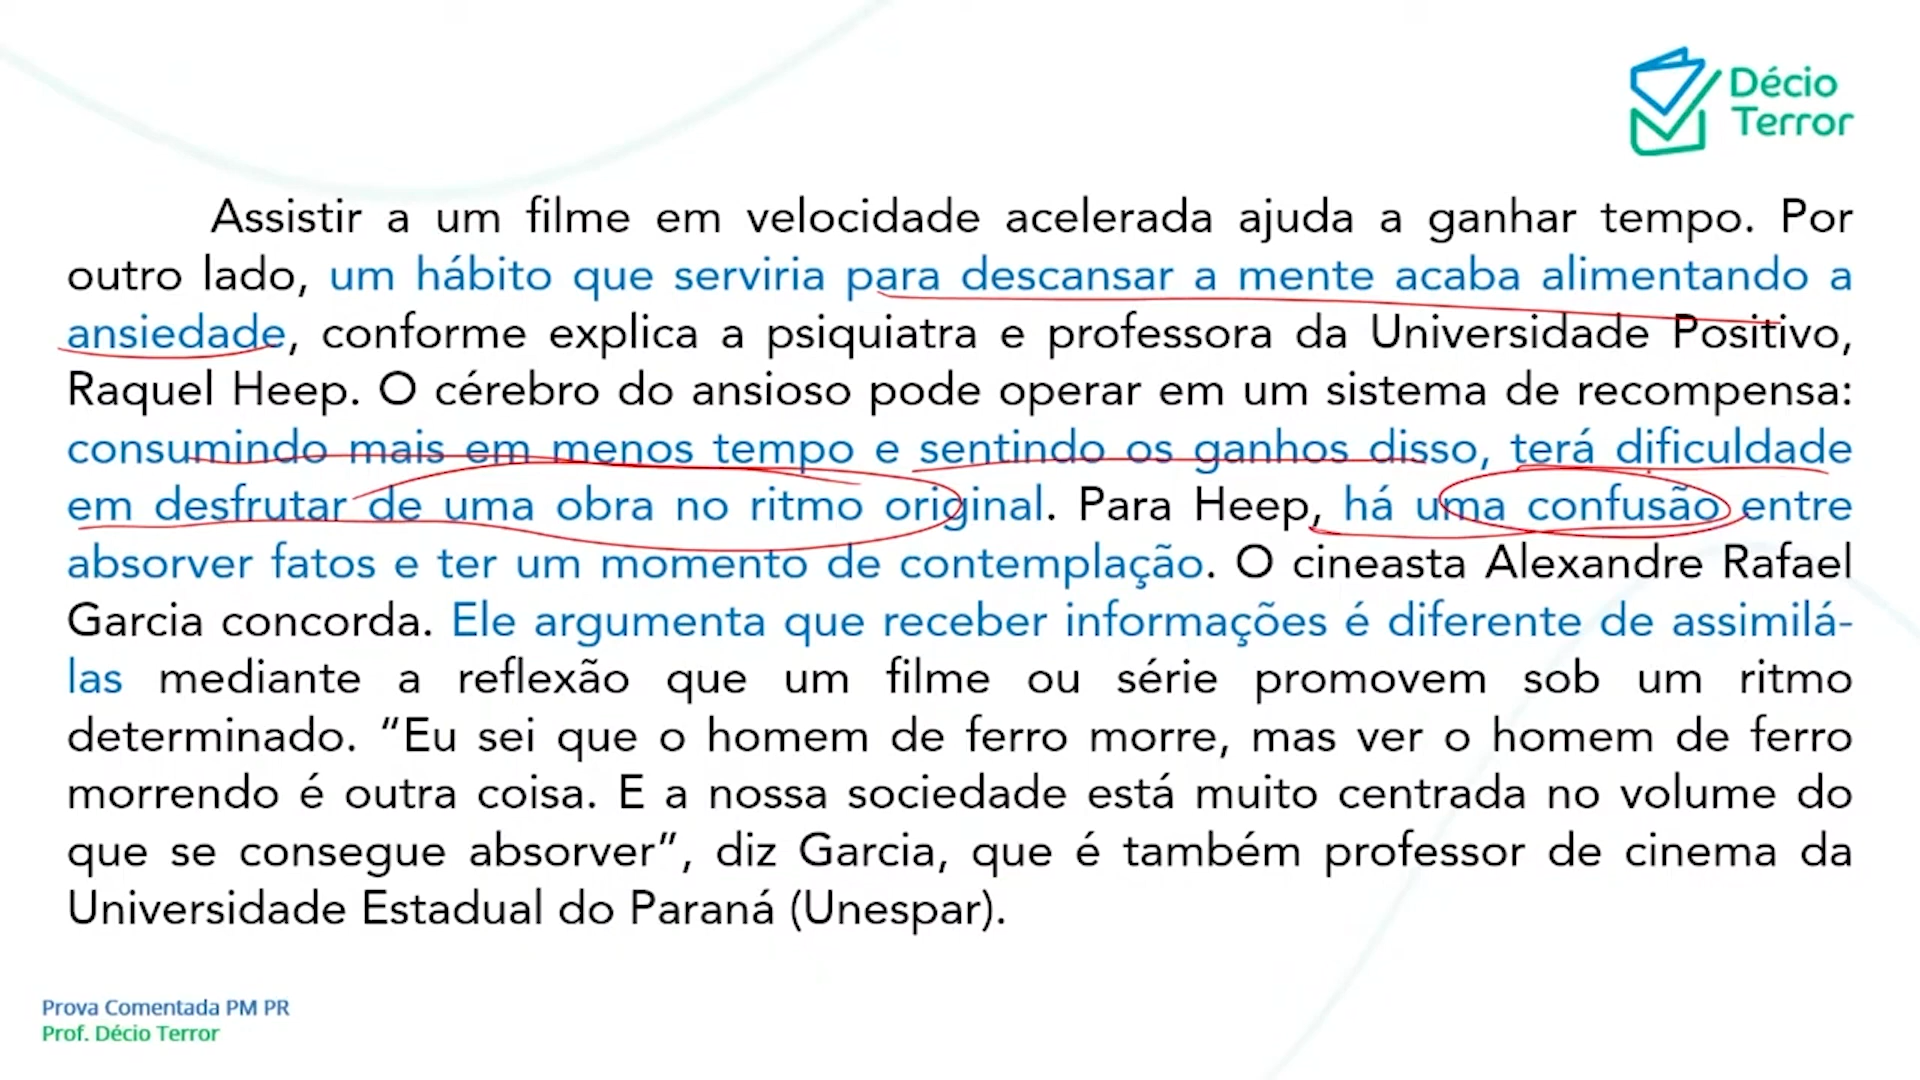 Décio
Terror
Assistir a um filme em velocidade acelerada ajuda a ganhar tempo. Por
outro lado, um hábito que serviria para descansar a mente acaba alimentando a
ansiedade, conforme explica a psiquiatra e professora da Universidade Positivo,
Raquel Heep. O cérebro do ansioso pode operar em um sistema de recompensa:
consumindo mais em menos tempo e sentindo os ganhos disso, terá dificuldade
em desfrutar de uma obra no ritmo original. Para Heep, há uma confusão entre
absorver fatos e ter um momento de contemplação. O cineasta Alexandre Rafael
Garcia concorda. Ele argumenta que receber informações é diferente de assimilá-
las mediante a reflexão que um filme ou série promovem sob um ritmo
determinado. “Eu sei que o homem de ferro morre, mas ver o homem de ferro
morrendo é outra coisa. E a nossa sociedade está muito centrada no volume do
que se consegue absorver”, diz Garcia, que é também professor de cinema da
Universidade Estadual do Paraná (Unespar).
Prova Comentada PM PR
Prof. Décio Terror